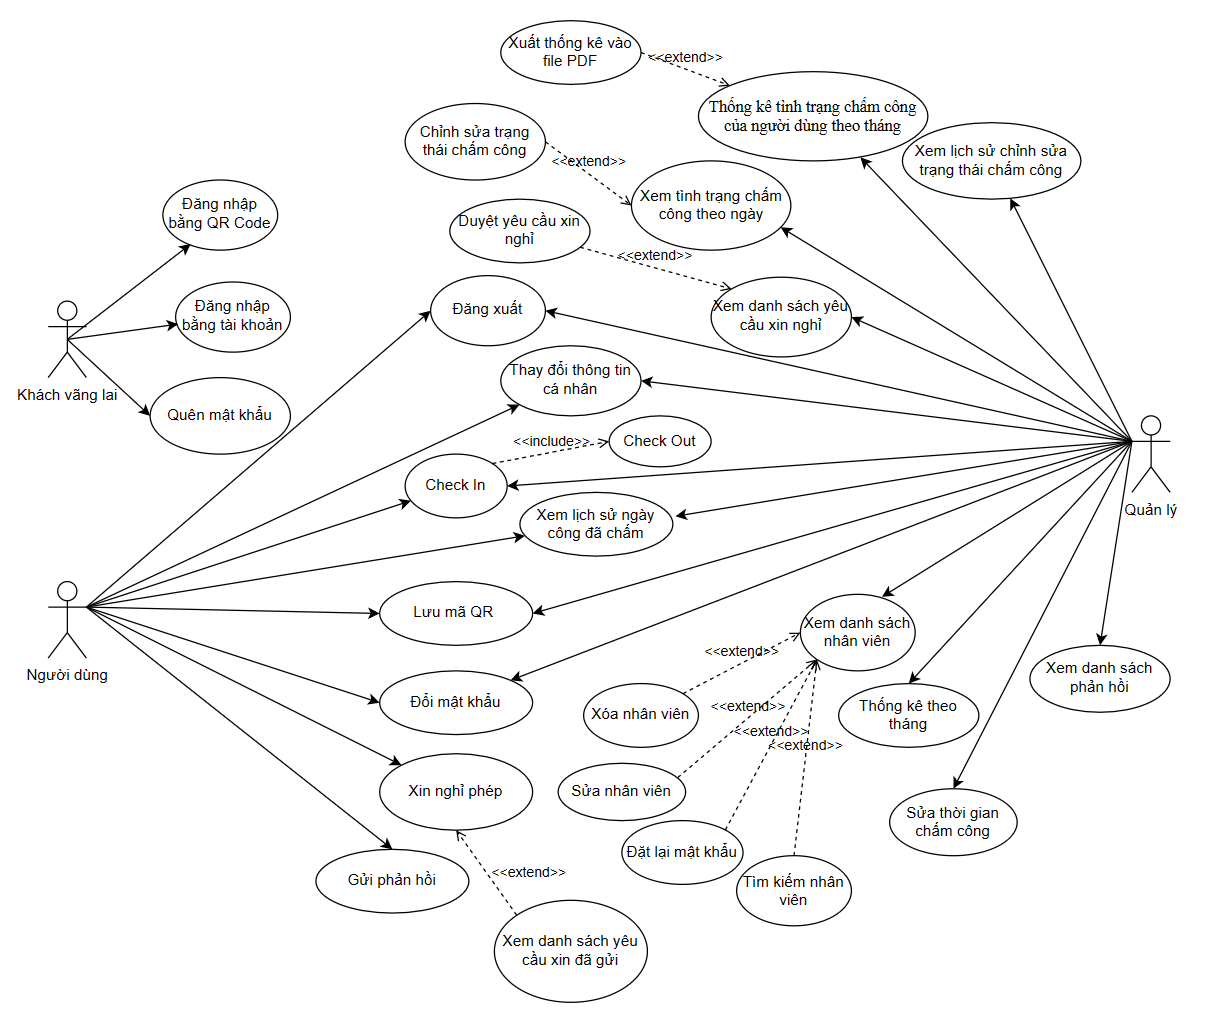 Xuất thống kê vào
file PDF
<<extend>>
Thống kê tình trạng chấm công
của người dùng theo tháng
Chỉnh sửa trạng
thái chấm công
<<extend>>
Xem lịch sử chỉnh sửa
trạng thái chấm công
Xem tình trạng chấm
công theo ngày
Đăng nhập
bằng QR Code
Duyệt yêu cầu xin
nghỉ
<<extend>>
Đăng nhập
bằng tài khoản
Đăng xuất
Xem danh sách yêu
cầu xin nghỉ
Khách vãng lai
Thay đổi thông tin
cá nhân
Quên mật khẩu
<<include>>
Check Out
Check In
Quản lý
Xem lịch sử ngày
công đã chấm
Lưu mã QR
Xem danh sách
nhân viên
<<extend>>
Người dùng
Xem danh sách
phản hồi
Đổi mật khẩu
Xóa nhân viên
<<extend>>
Thống kê theo
tháng
<<extend>>
<<extend>>
Xin nghỉ phép
Sửa nhân viên
Sửa thời gian
chấm công
Đặt lại mật khẩu
Gửi phản hồi
<<extend>>
Tìm kiếm nhân
viên
Xem danh sách yêu
cầu xin đã gửi